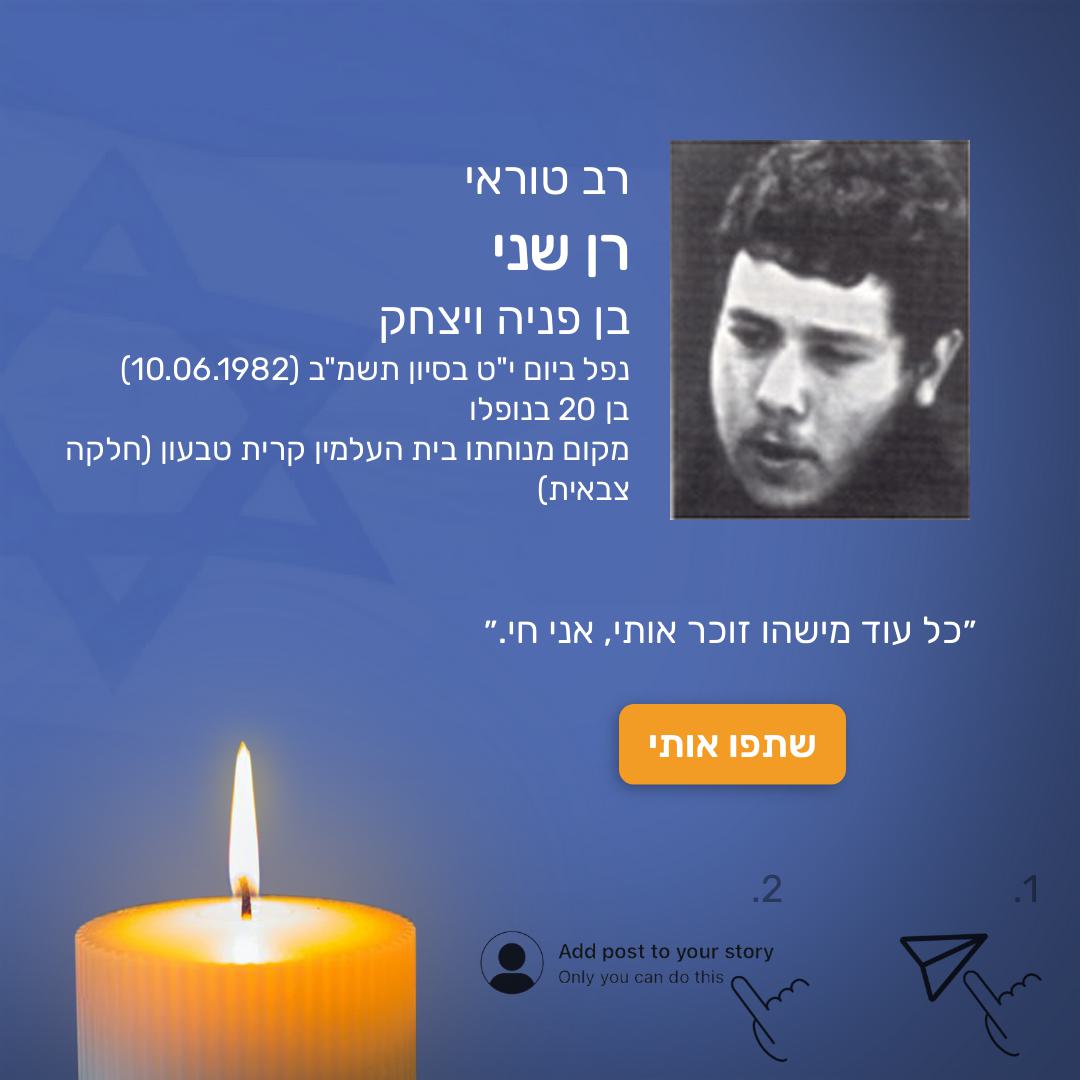 רב טוראי
רן שני
בן פניה ויצחק
נפל ביום י"ט בסיון תשמ"ב (10.06.1982)
בן 20 בנופלו
מקום מנוחתו בית העלמין קרית טבעון (חלקה
צבאית)
״כל עוד מישהו זוכר אותי, אני חי.״
שתפו אותי
.1
.2
Add post to your story
Only you can do this